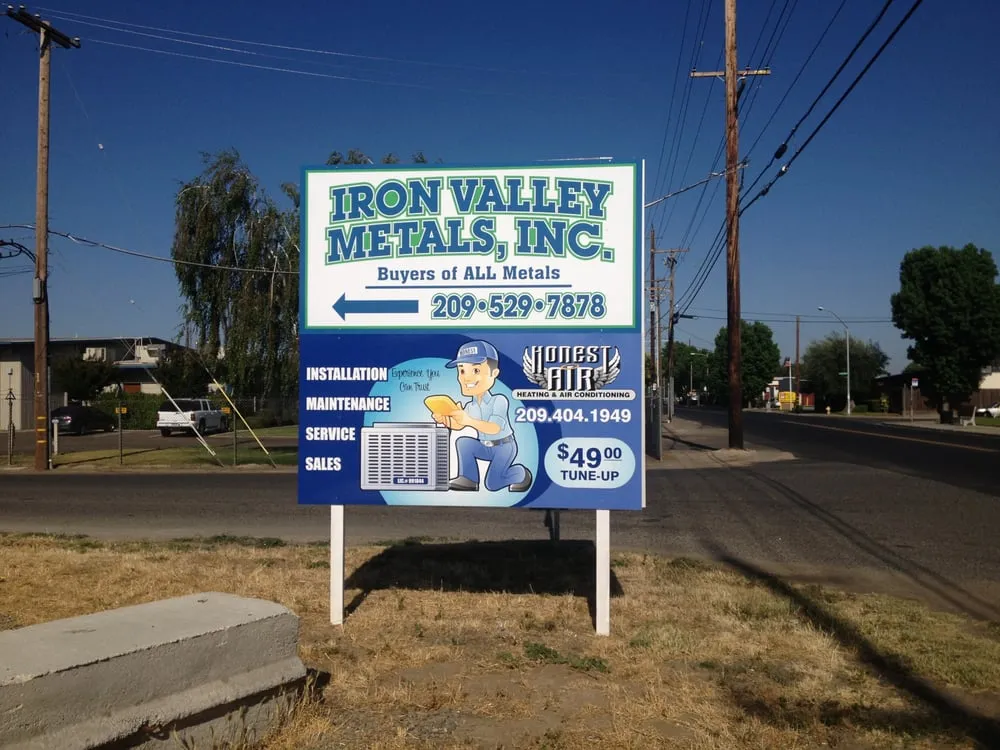 IRON VALLEY
METALS, INC.
Buyers of ALL Metals
209•529•7878
INSTALLATION
MAINTENANCE
SERVICE
SALES
Experience You
Can Trust
HONEST
AIR
HEATING & AIR CONDITIONING
209.404.1949
$49.00
TUNE-UP